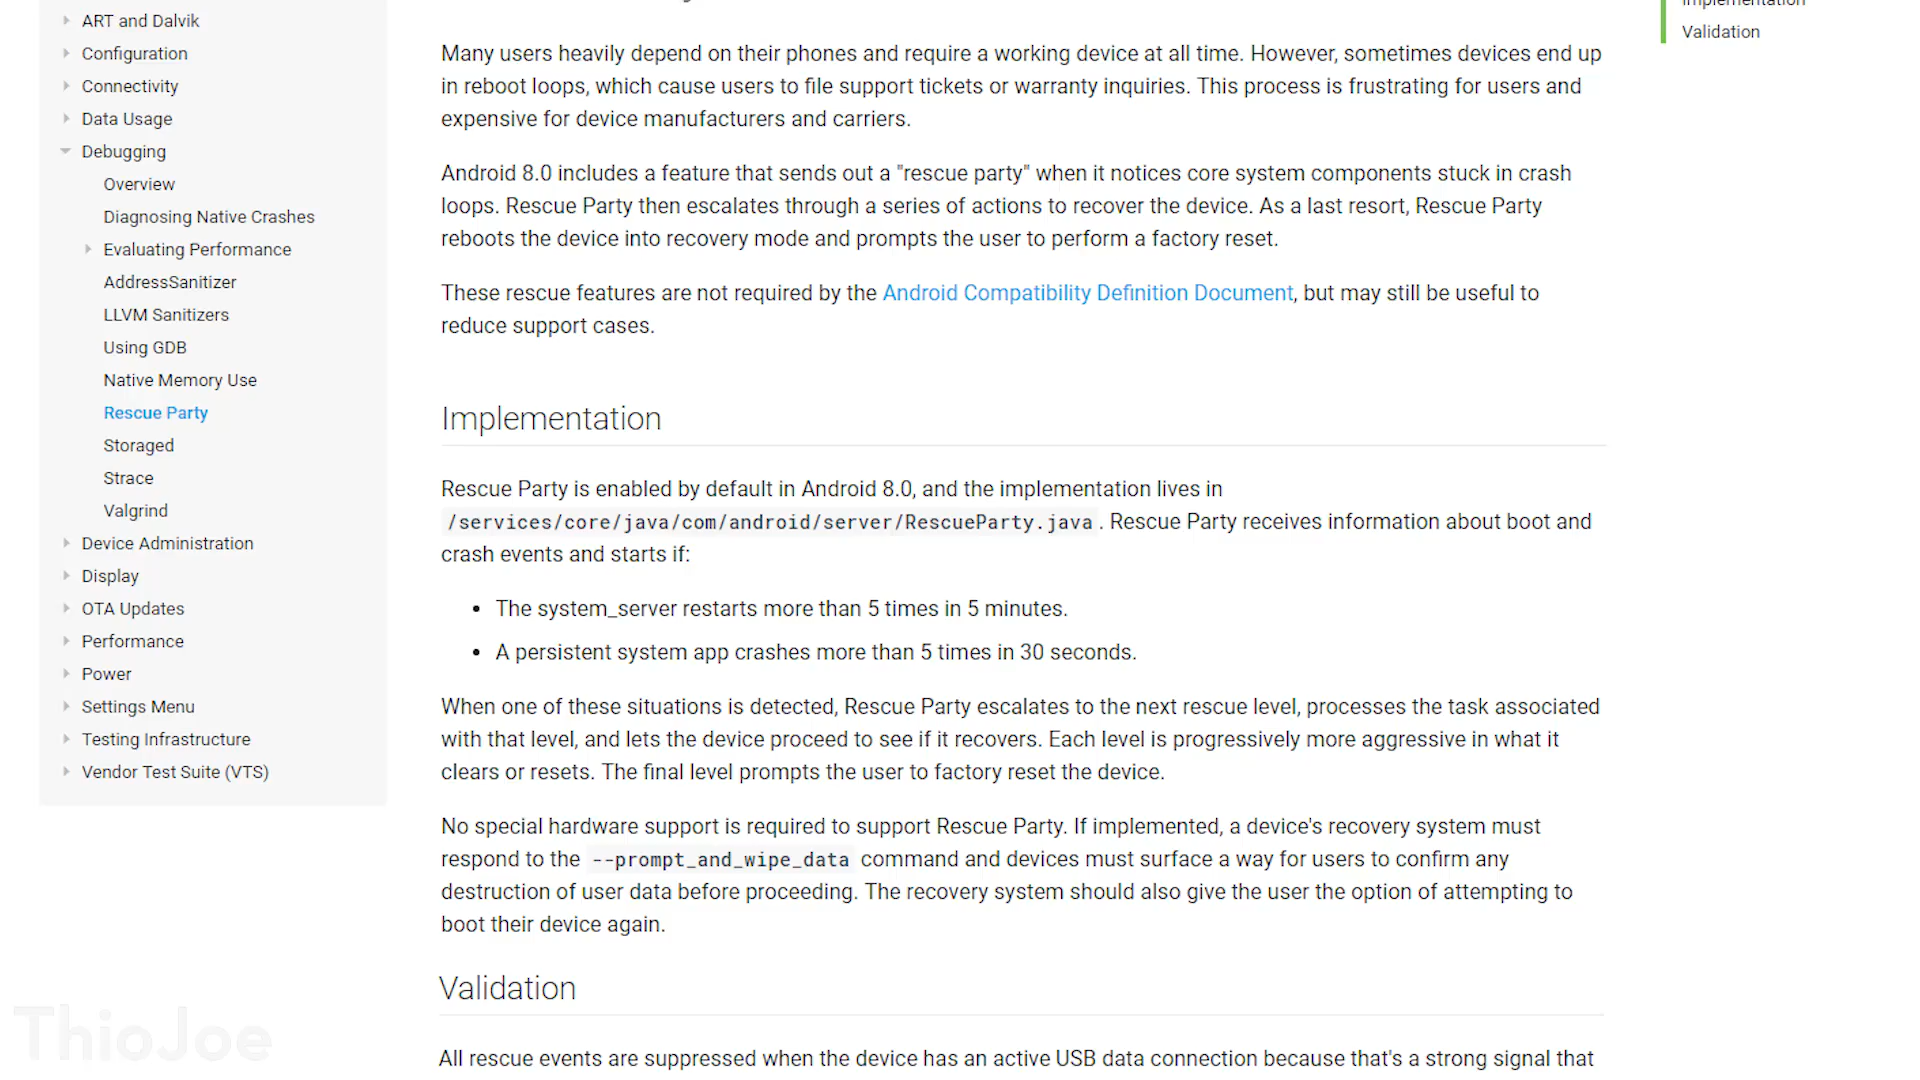 ART and Dalvik
Configuration
Connectivity
Data Usage
Debugging
Overview
Diagnosing Native Crashes
Evaluating Performance
AddressSanitizer
LLVM Sanitizers
Using GDB
Native Memory Use
Rescue Party
Storaged
Strace
Valgrind
Device Administration
Display
OTA Updates
Performance
Power
Settings Menu
Testing Infrastructure
Vendor Test Suite (VTS)
Many users heavily depend on their phones and require a working device at all time. However, sometimes devices end up
in reboot loops, which cause users to file support tickets or warranty inquiries. This process is frustrating for users and
expensive for device manufacturers and carriers.
Android 8.0 includes a feature that sends out a "rescue party" when it notices core system components stuck in crash
loops. Rescue Party then escalates through a series of actions to recover the device. As a last resort, Rescue Party
reboots the device into recovery mode and prompts the user to perform a factory reset.
These rescue features are not required by the Android Compatibility Definition Document, but may still be useful to
reduce support cases.
Implementation
Rescue Party is enabled by default in Android 8.0, and the implementation lives in
/services/core/java/com/android/server/RescueParty.java. Rescue Party receives information about boot and
crash events and starts if:
• The system_server restarts more than 5 times in 5 minutes.
• A persistent system app crashes more than 5 times in 30 seconds.
When one of these situations is detected, Rescue Party escalates to the next rescue level, processes the task associated
with that level, and lets the device proceed to see if it recovers. Each level is progressively more aggressive in what it
clears or resets. The final level prompts the user to factory reset the device.
No special hardware support is required to support Rescue Party. If implemented, a device's recovery system must
respond to the --prompt_and_wipe_data command and devices must surface a way for users to confirm any
destruction of user data before proceeding. The recovery system should also give the user the option of attempting to
boot their device again.
Validation
All rescue events are suppressed when the device has an active USB data connection because that's a strong signal that
Implementation
Validation
ThioJoe